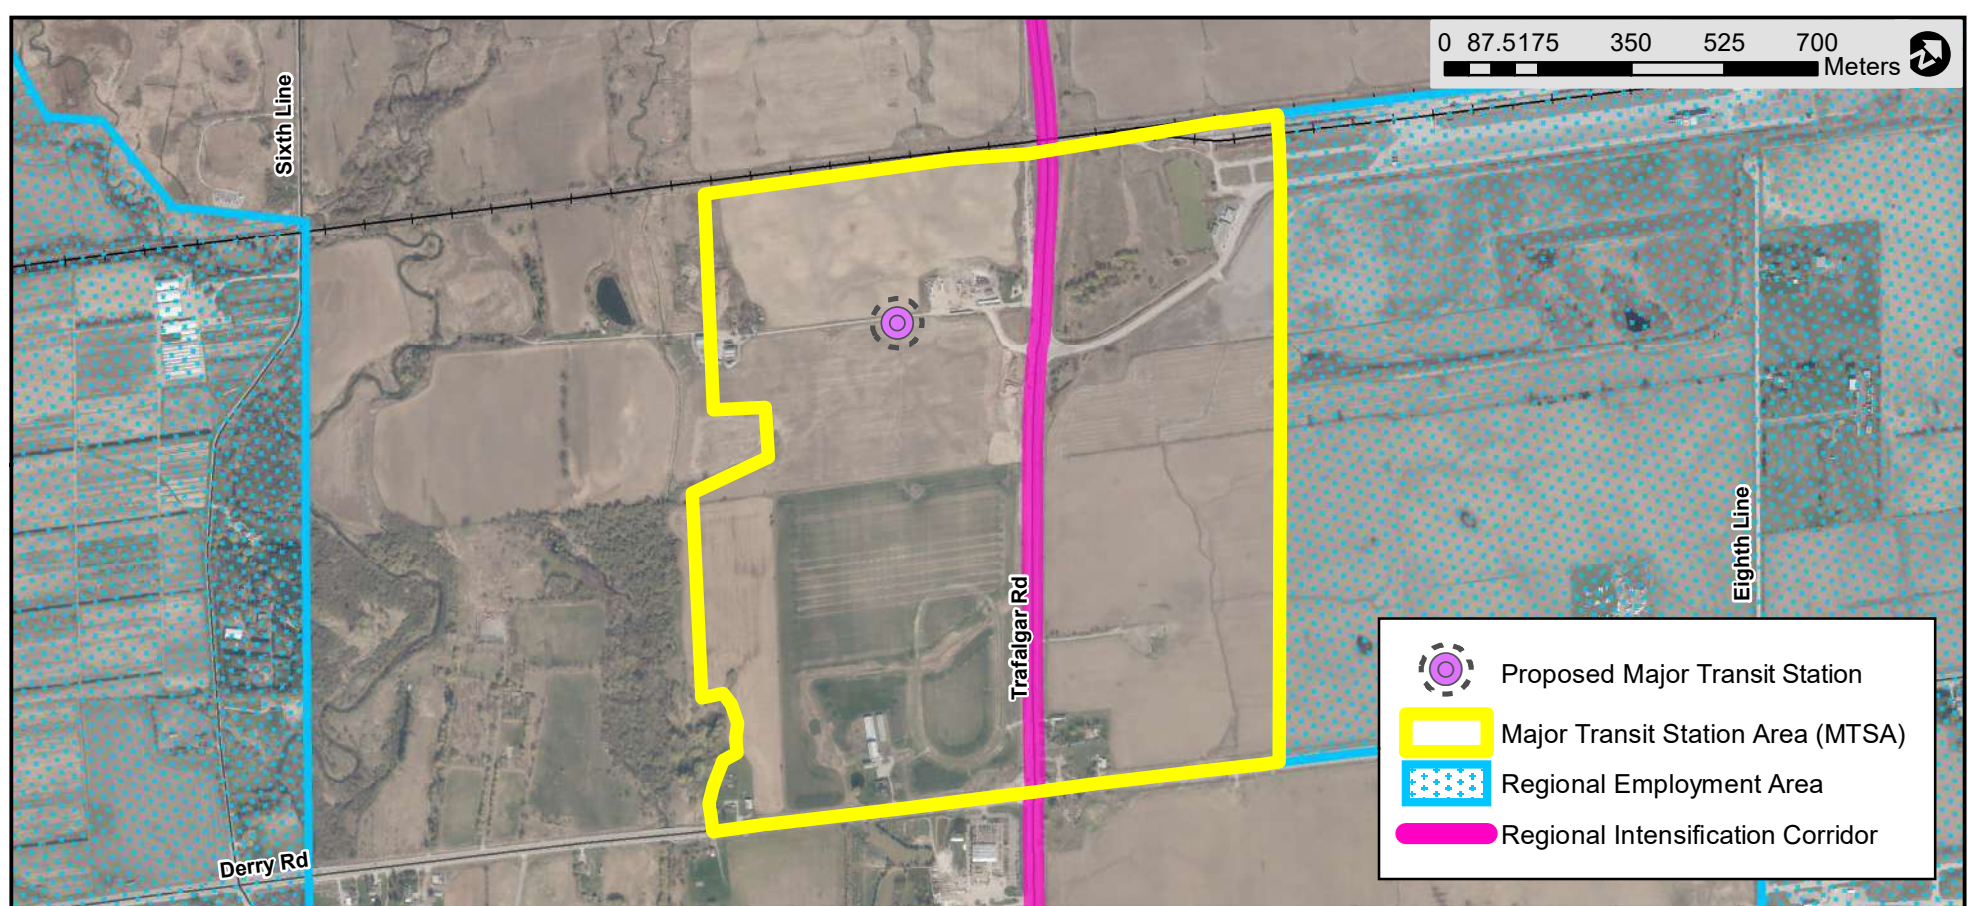 0 87.5175 350 525 700
Meters
Sixth Line
Trafalgar Rd
Eighth Line
Derry Rd
Proposed Major Transit Station
Major Transit Station Area (MTSA)
Regional Employment Area
Regional Intensification Corridor